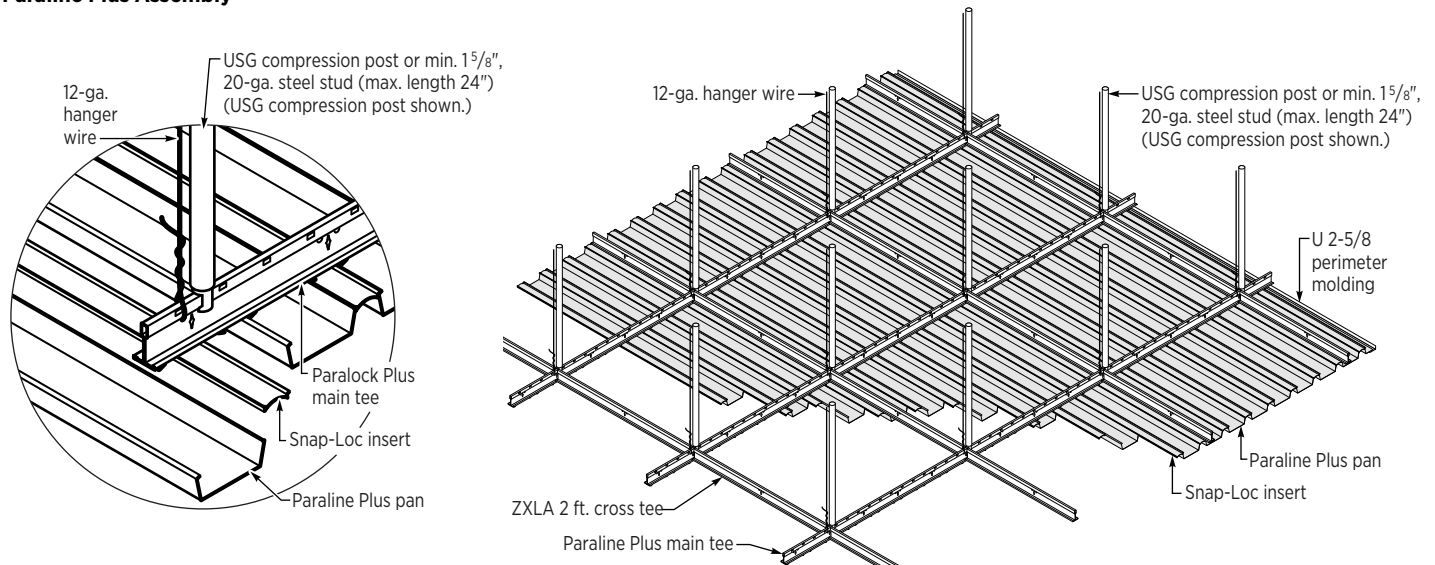 Paraline Plus Assembly
USG compression post or min. 1 5/8",
20-ga. steel stud (max. length 24")
(USG compression post shown.)
12-ga.
hanger
wire
Paralock Plus
main tee
Snap-Loc insert
Paraline Plus pan
12-ga. hanger wire
USG compression post or min. 1 5/8",
20-ga. steel stud (max. length 24")
(USG compression post shown.)
U 2-5/8
perimeter
molding
Paraline Plus pan
Snap-Loc insert
ZXLA 2 ft. cross tee
Paraline Plus main tee